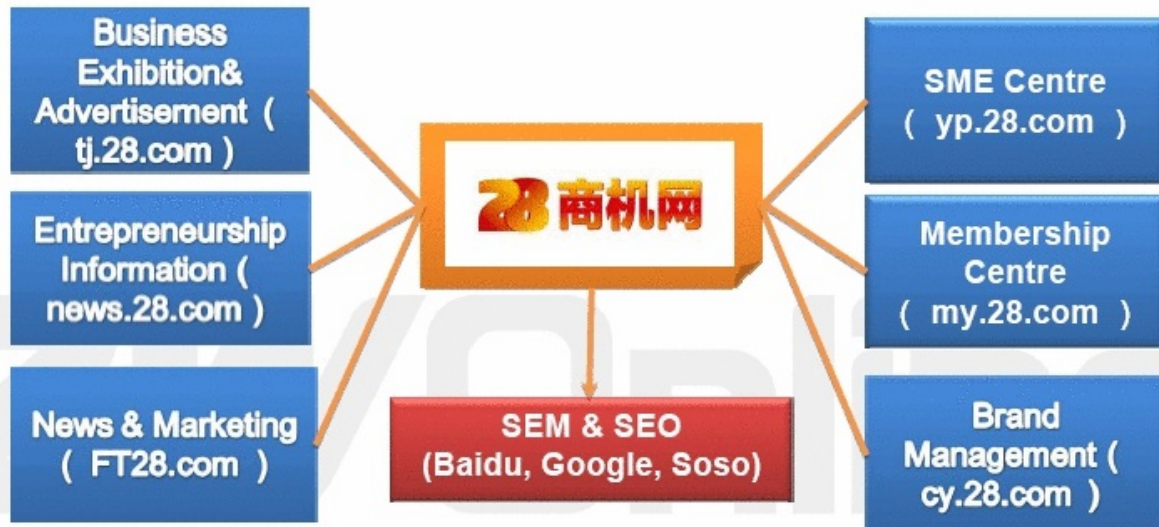 Business
Exhibition&
Advertisement (
tj.28.com )
Entrepreneurship
Information (
news.28.com )
News & Marketing
( FT28.com )
28商机网
SEM & SEO
(Baidu, Google, Soso)
SME Centre
( yp.28.com )
Membership
Centre
( my.28.com )
Brand
Management (
cy.28.com )